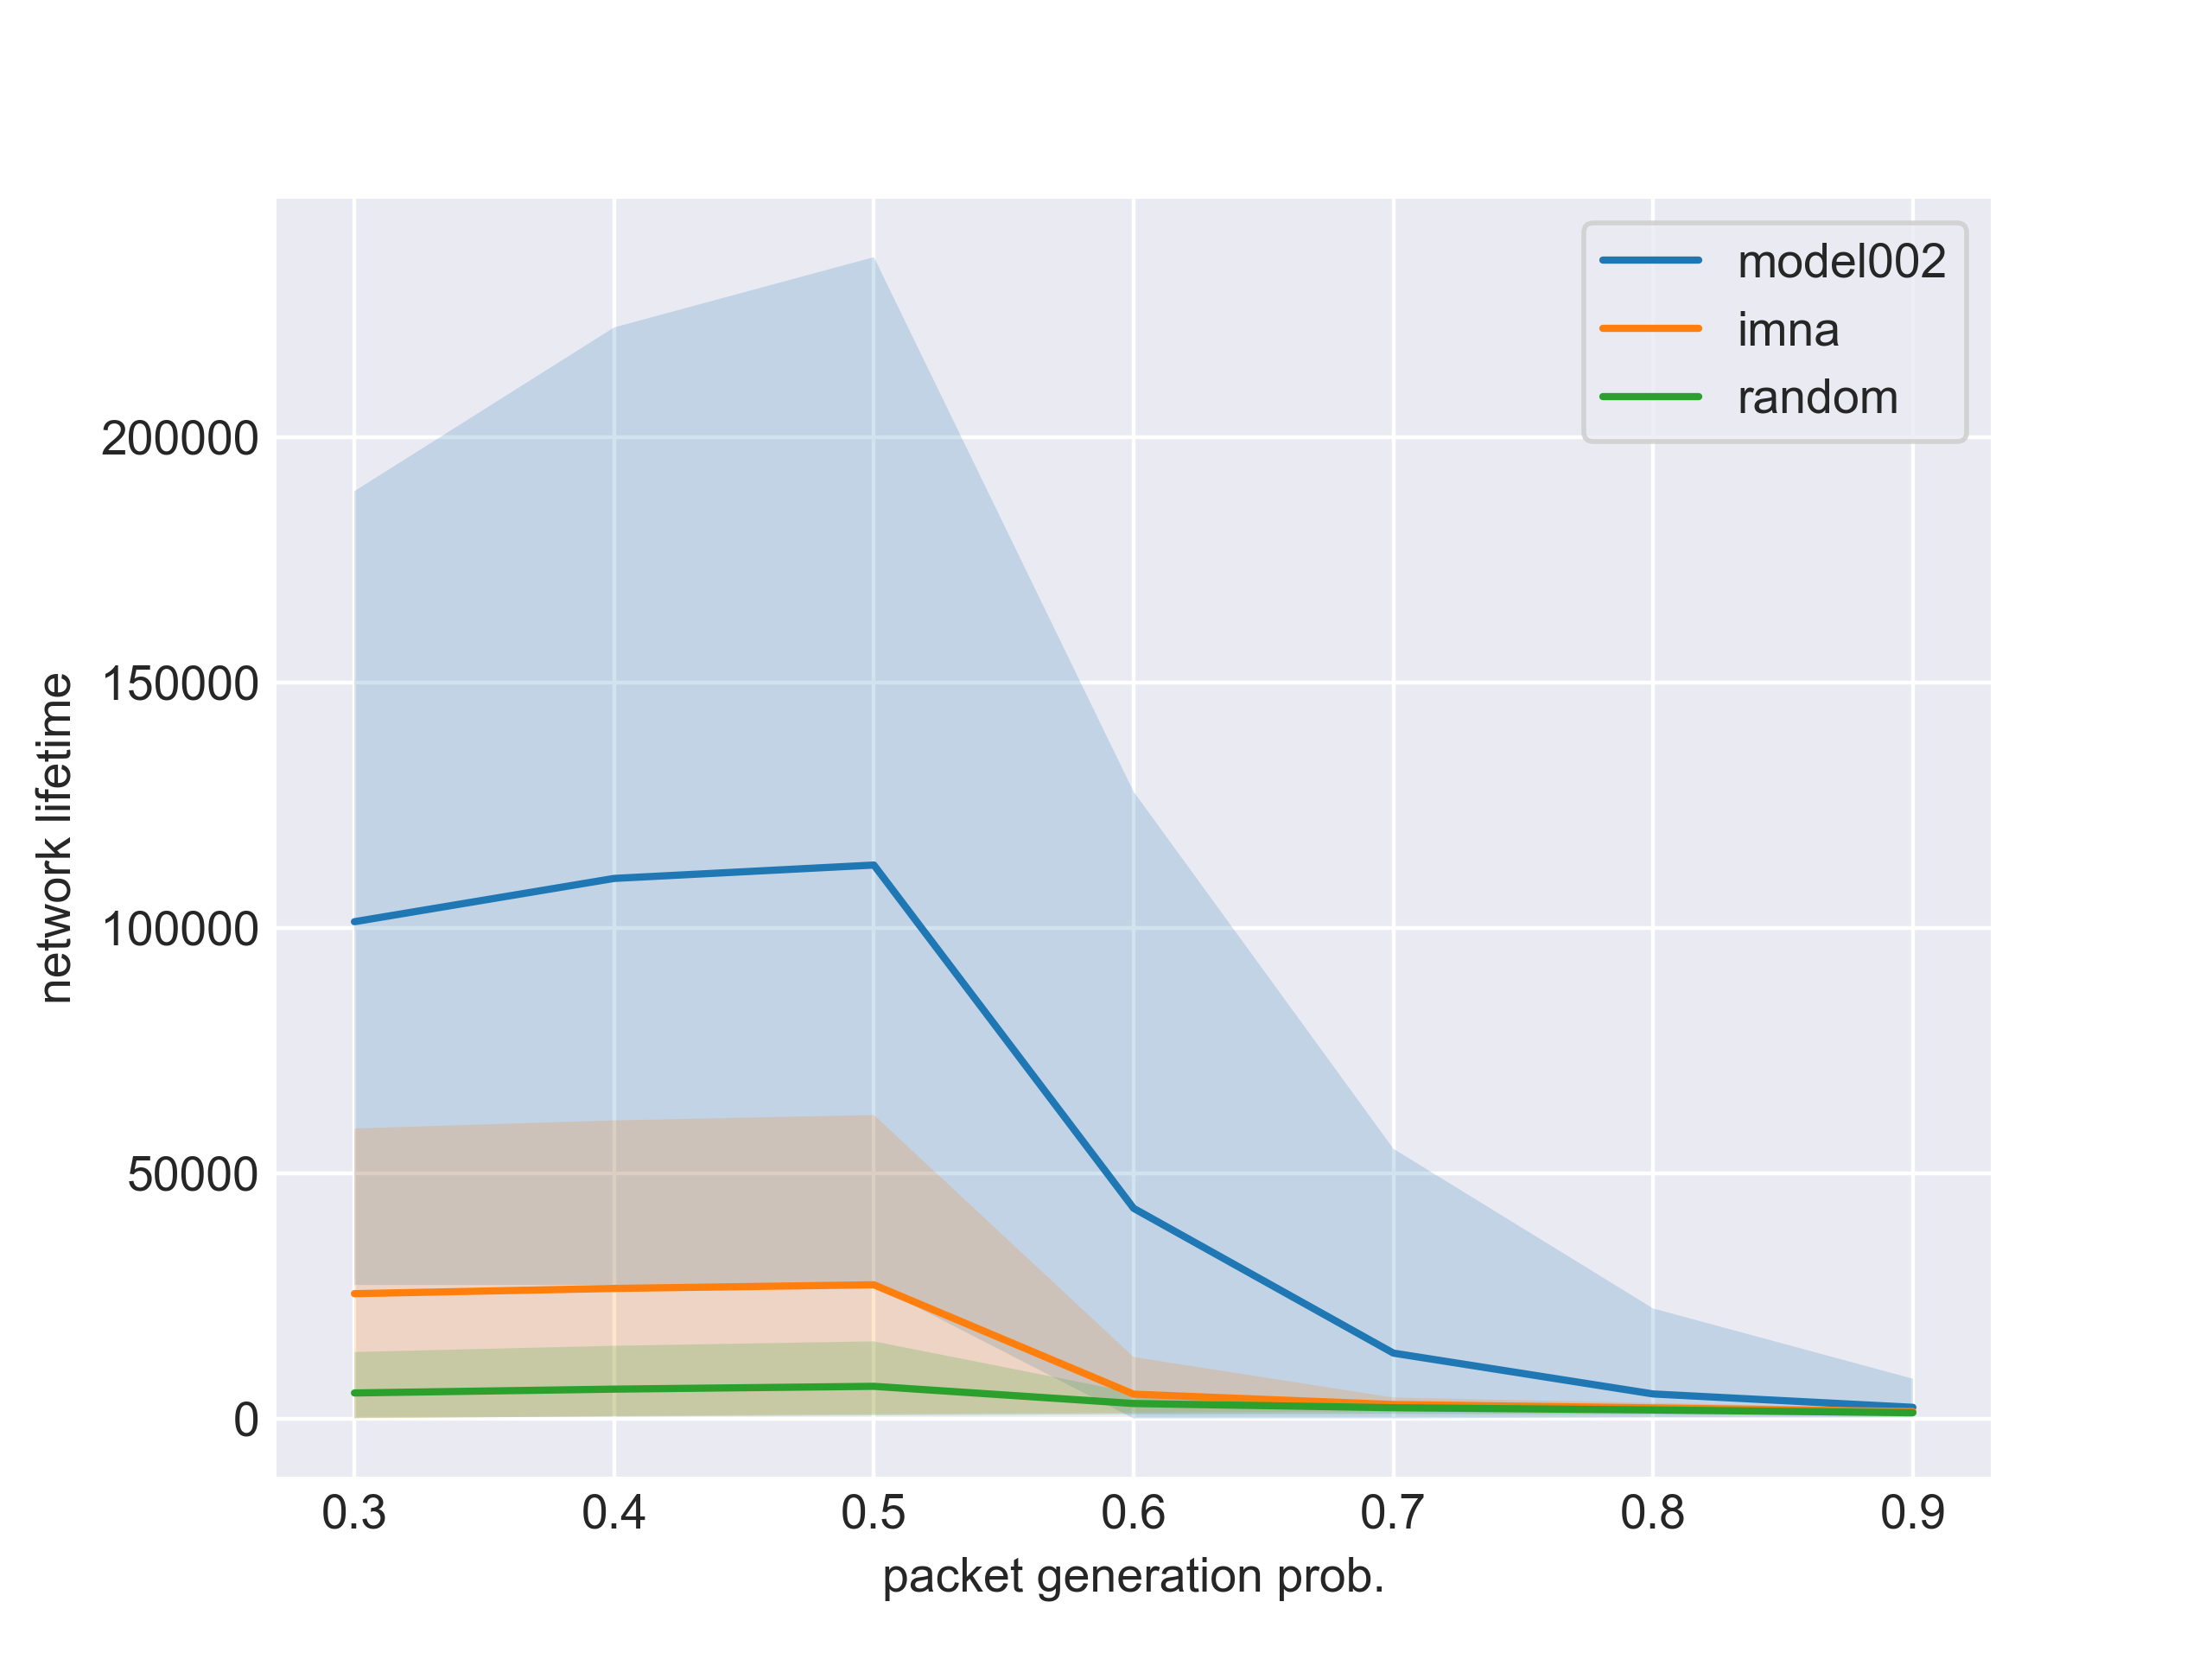 model002
imna
random
network lifetime
200000
150000
100000
50000
0
0.3 0.4 0.5 0.6 0.7 0.8 0.9
packet generation prob.